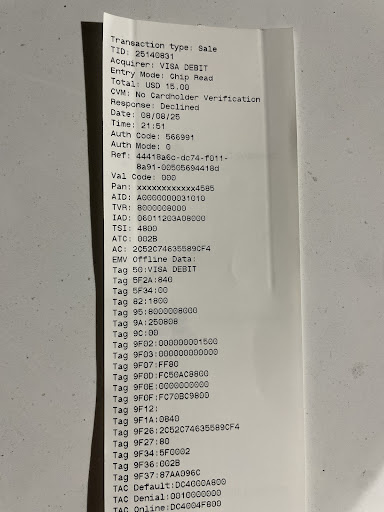 Transaction type: Sale
TID: 25140831
Acquirer: VISA DEBIT
Entry Mode: Chip Read
Total: USD 15.00
CVM: No Cardholder Verification
Response: Declined
Date: 08/08/25
Time: 21:51
Auth Code: 566991
Auth Mode: 0
Ref: 44418a6c-dc74-f011-
8a91-00505694418d
Val Code: 000
Pan: xxxxxxxxxxxx4585
AID: A0000000031010
TVR: 8000008000
IAD: 06011203A08000
TSI: 4800
ATC: 002B
AC: 2C52C74635589CF4
EMV Offline Data:
Tag 50:VISA DEBIT
Tag 5F2A:840
Tag 5F34:00
Tag 82:1800
Tag 95:8000008000
Tag 9A:250808
Tag 9C:00
Tag 9F02:000000001500
Tag 9F03:000000000000
Tag 9F07:FF80
Tag 9F0D:FC50AC8800
Tag 9F0E:0000000000
Tag 9F0F:FC70BC9800
Tag 9F12:
Tag 9F1A:0840
Tag 9F26:2C52C74635589CF4
Tag 9F27:80
Tag 9F34:5F0002
Tag 9F36:002B
Tag 9F37:87AA096C
TAC Default:DC4000A800
TAC Denial:0010000000
TAC Online:DC4004F800